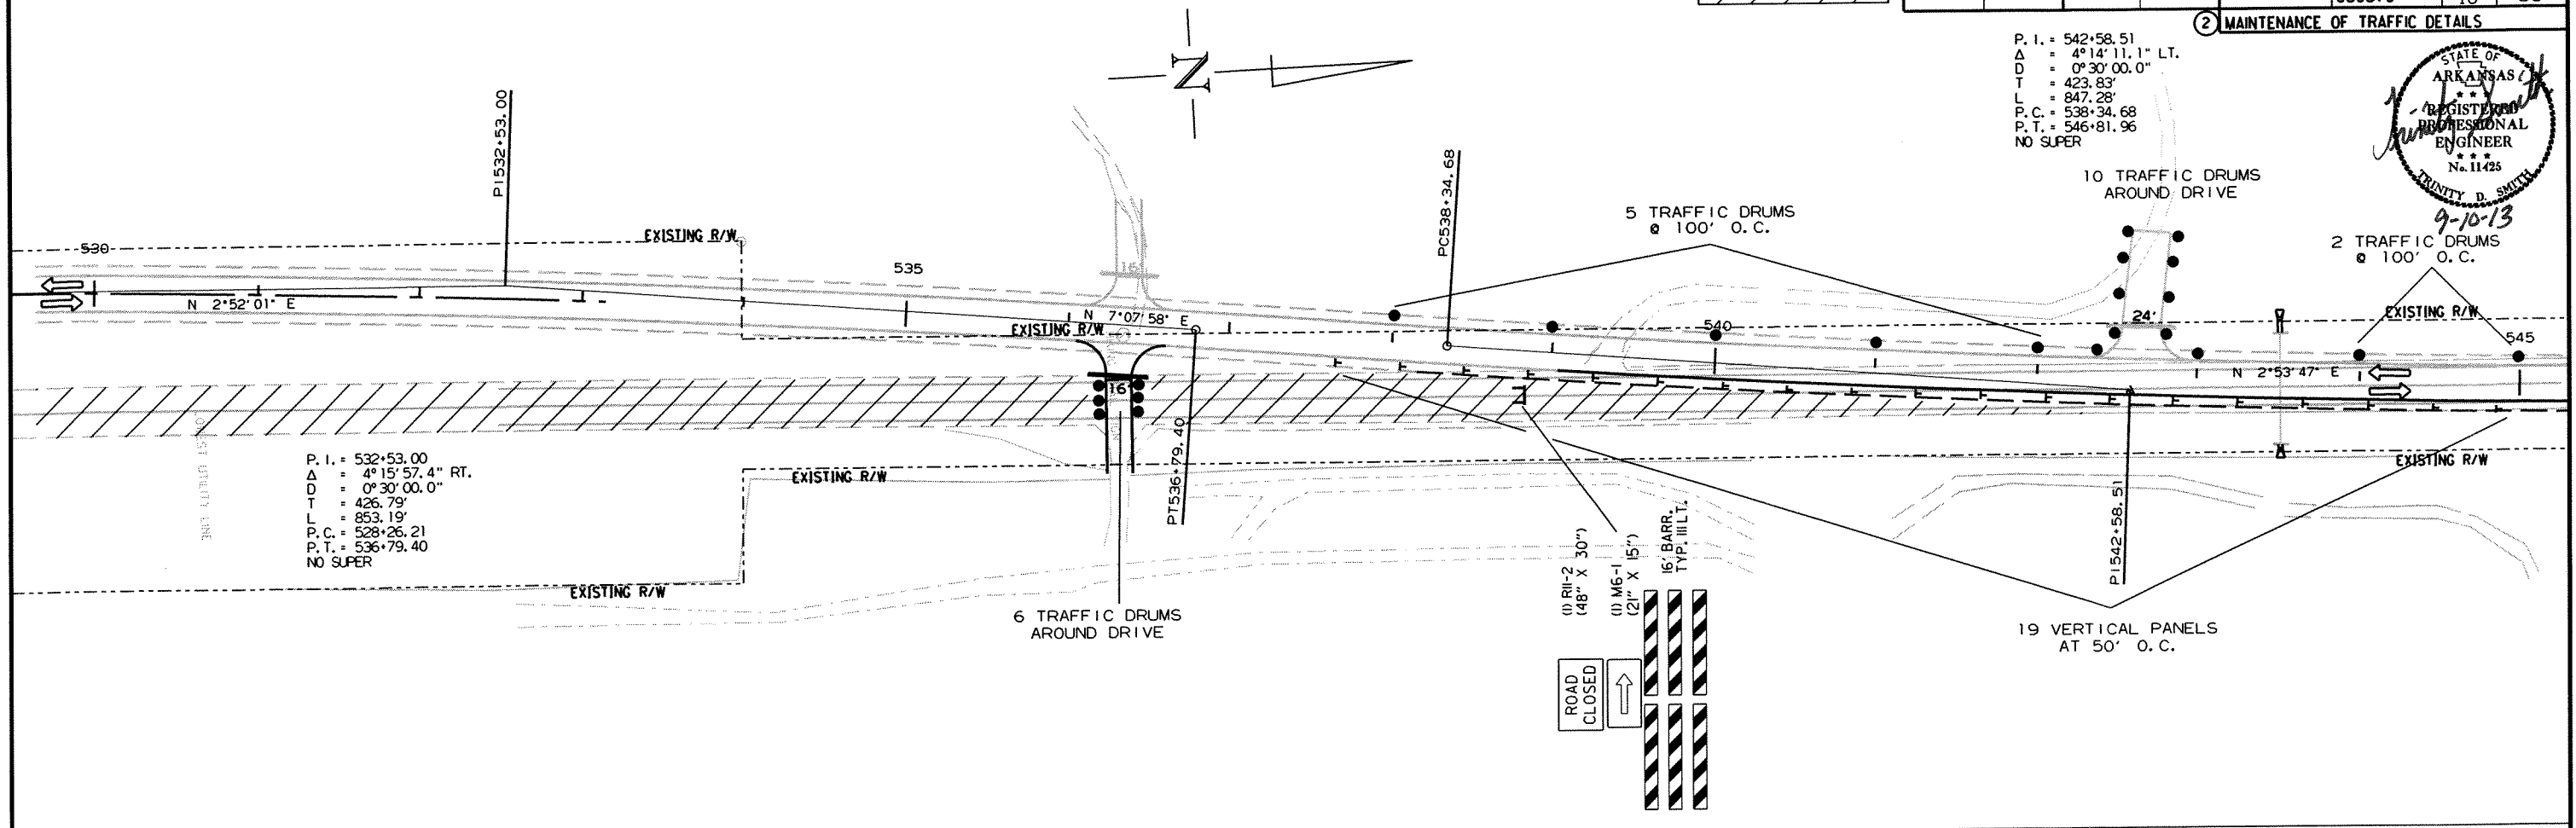 2 MAINTENANCE OF TRAFFIC DETAILS
N
P.I. = 542+58.51
Δ = 4°14'11.1" LT.
D = 0°30'00.0"
T = 423.83'
L = 847.28'
P.C. = 538+34.68
P.T. = 546+81.96
NO SUPER
STATE OF
ARKANSAS
★ ★ ★
REGISTERED
PROFESSIONAL
ENGINEER
★ ★ ★
No. 11425
TRINITY D. SMITH
9-10-13
PI532+53.00
PC538+34.68
10 TRAFFIC DRUMS
AROUND DRIVE
5 TRAFFIC DRUMS
@ 100' O.C.
2 TRAFFIC DRUMS
@ 100' O.C.
530
EXISTING R/W
535
16'
N 2°52'01" E
N 7°07'58" E
EXISTING R/W
540
24'
EXISTING R/W
545
N 2°53'47" E
16'
EXISTING R/W
EXISTING R/W
UTILITY LINE
P.I. = 532+53.00
Δ = 4°15'57.4" RT.
D = 0°30'00.0"
T = 426.79'
L = 853.19'
P.C. = 528+26.21
P.T. = 536+79.40
NO SUPER
PT536+79.40
PI542+58.51
EXISTING R/W
6 TRAFFIC DRUMS
AROUND DRIVE
(1) R11-2
(48" X 30")
(1) M6-1
(21" X 15")
16' BARR.
TYP. III LT.
ROAD
CLOSED
19 VERTICAL PANELS
AT 50' O.C.